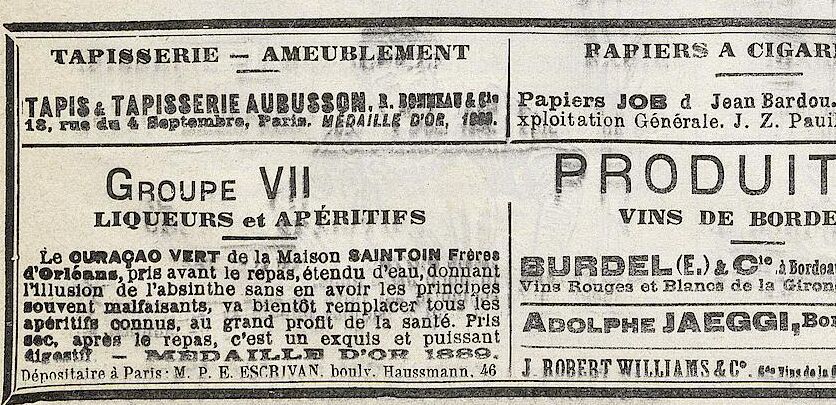 TAPISSERIE — AMEUBLEMENT
TAPIS & TAPISSERIE AUBUSSON, R. BONNEAU & Cie
18, rue du 4 Septembre, Paris. MÉDAILLE D'OR, 1889.
PAPIERS A CIGAR
Papiers JOB d Jean Bardou
xploitation Générale. J. Z. Paui
GROUPE VII
LIQUEURS et APÉRITIFS
Le CURAÇAO VERT de la Maison SAINTOIN Frères
d'Orléans, pris avant le repas, étendu d'eau, donnant
l'illusion de l'absinthe sans en avoir les principes
souvent malfaisants, va bientôt remplacer tous les
apéritifs connus, au grand profit de la santé. Pris
sec, après le repas, c'est un exquis et puissant
digestif — MÉDAILLE D'OR 1889.
Dépositaire à Paris: M. P. E. ESCRIVAN, boulv. Haussmann, 46
PRODUIT
VINS DE BORDE
BURDEL (E.) & Cie, à Bordea
Vins Rouges et Blancs de la Giron
ADOLPHE JAEGGI, Bor
J. ROBERT WILLIAMS & Co. Gds Vins de la G